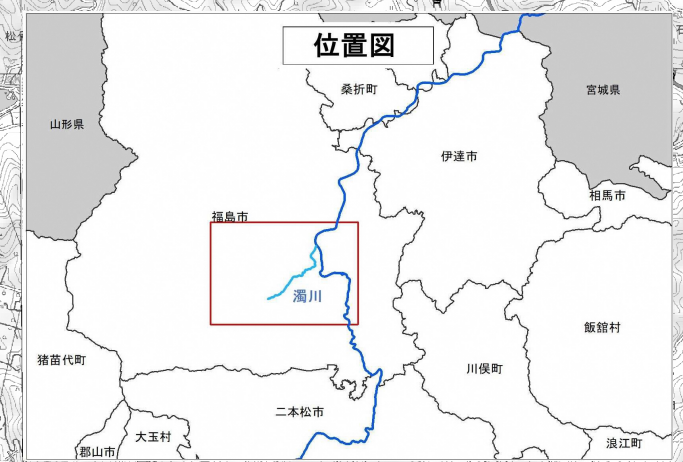 位置図
桑折町
宮城県
山形県
伊達市
相馬市
福島市
濁川
飯舘村
猪苗代町
川俣町
二本松市
大玉村
浪江町
郡山市